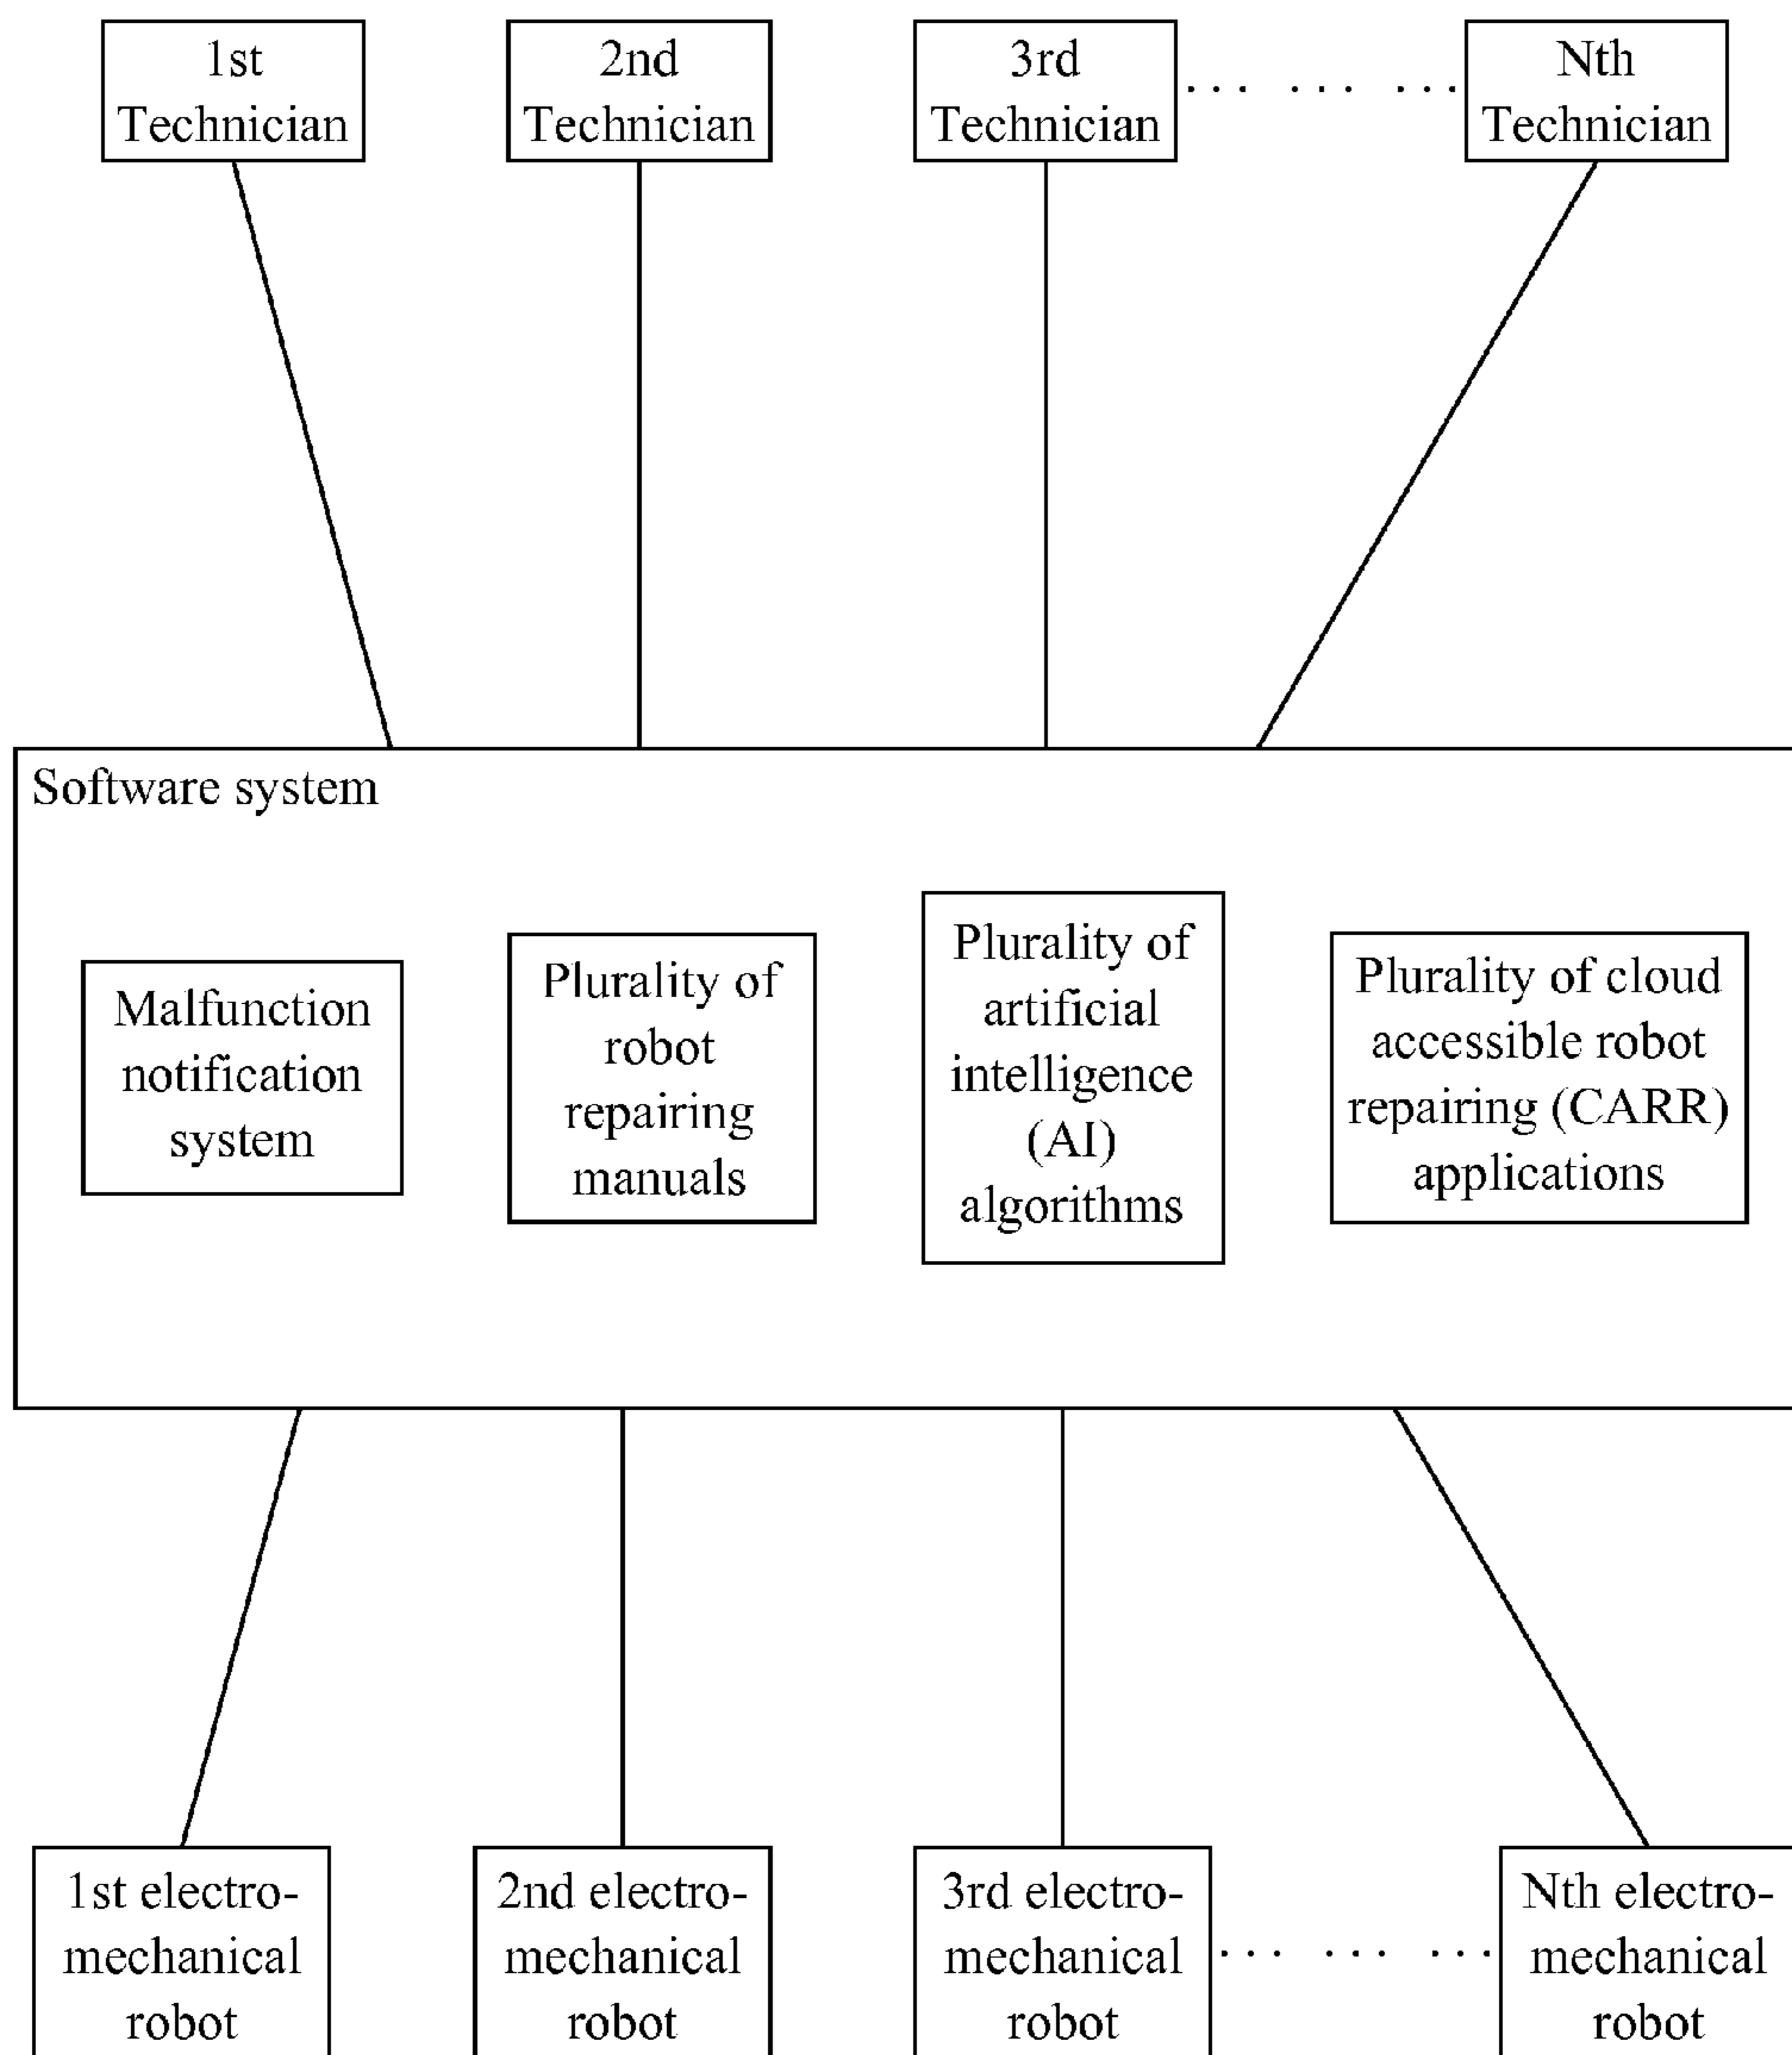 1st
Technician
2nd
Technician
3rd
Technician
Nth
Technician
Software system
Malfunction
notification
system
Plurality of
robot
repairing
manuals
Plurality of
artificial
intelligence
(AI)
algorithms
Plurality of cloud
accessible robot
repairing (CARR)
applications
1st electro-
mechanical
robot
2nd electro-
mechanical
robot
3rd electro-
mechanical
robot
Nth electro-
mechanical
robot